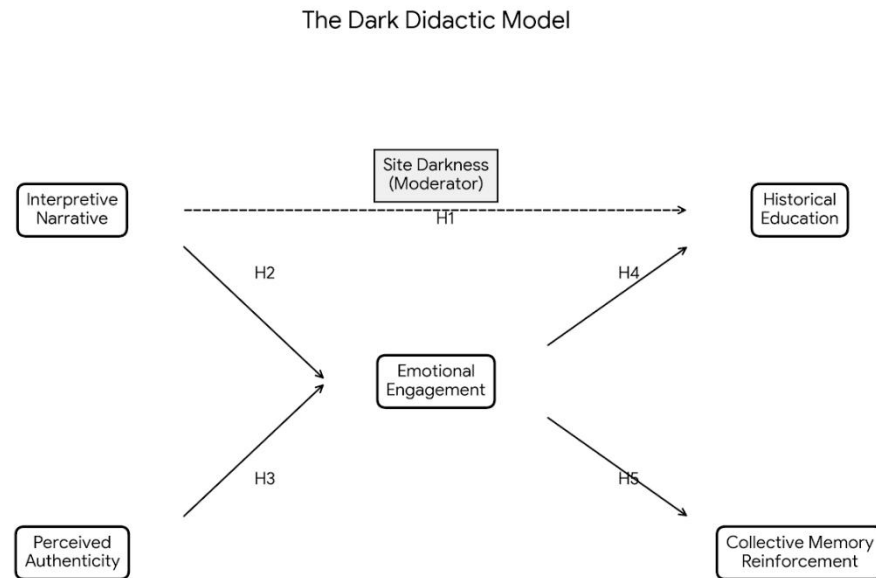 The Dark Didactic Model
Site Darkness
(Moderator)
Interpretive
Narrative
H1
Historical
Education
H2
H4
Emotional
Engagement
H3
H5
Perceived
Authenticity
Collective Memory
Reinforcement